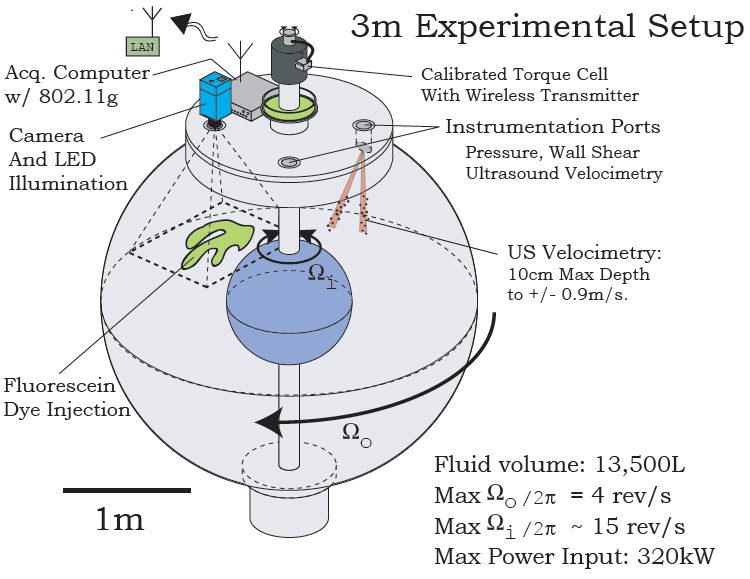 3m Experimental Setup
LAN
Acq. Computer
w/ 802.11g
Calibrated Torque Cell
With Wireless Transmitter
Camera
And LED
Illumination
Instrumentation Ports
Pressure, Wall Shear
Ultrasound Velocimetry
US Velocimetry:
10cm Max Depth
to +/- 0.9m/s.
Ωi
Fluorescein
Dye Injection
Ωo
1m
Fluid volume: 13,500L
Max Ωo/2π = 4 rev/s
Max Ωi/2π ~ 15 rev/s
Max Power Input: 320kW